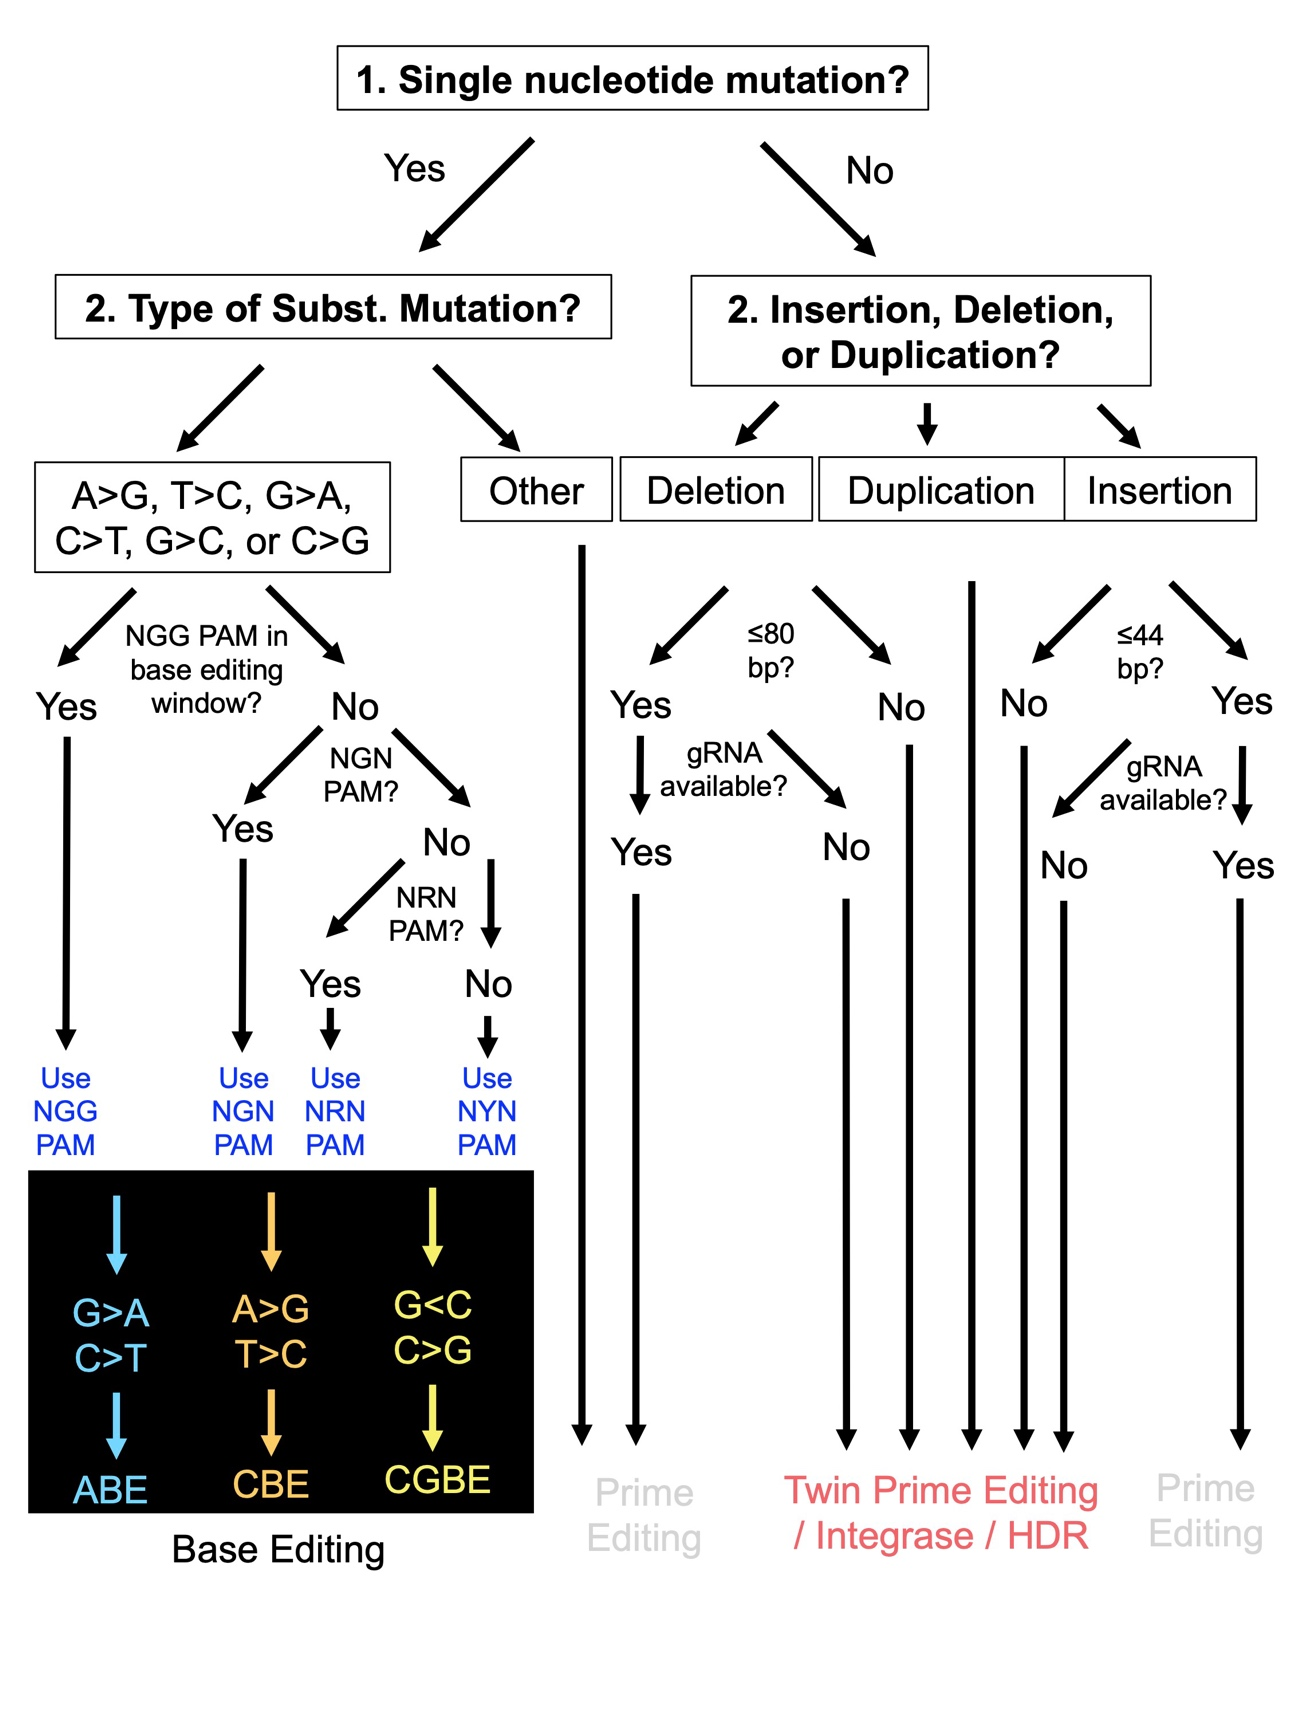 1. Single nucleotide mutation?
Yes
No
2. Type of Subst. Mutation?
2. Insertion, Deletion,
or Duplication?
A>G, T>C, G>A,
C>T, G>C, or C>G
Other
Deletion
Duplication
Insertion
NGG PAM in
base editing
window?
Yes
No
NGN
PAM?
Yes
No
NRN
PAM?
Yes
No
≤80
bp?
Yes
No
gRNA
available?
Yes
No
≤44
bp?
No
Yes
gRNA
available?
No
Yes
Use
NGG
PAM
Use
NGN
PAM
Use
NRN
PAM
Use
NYN
PAM
G>A
C>T
ABE
A>G
T>C
CBE
G<C
C>G
CGBE
Base Editing
Prime
Editing
Twin Prime Editing
/ Integrase / HDR
Prime
Editing